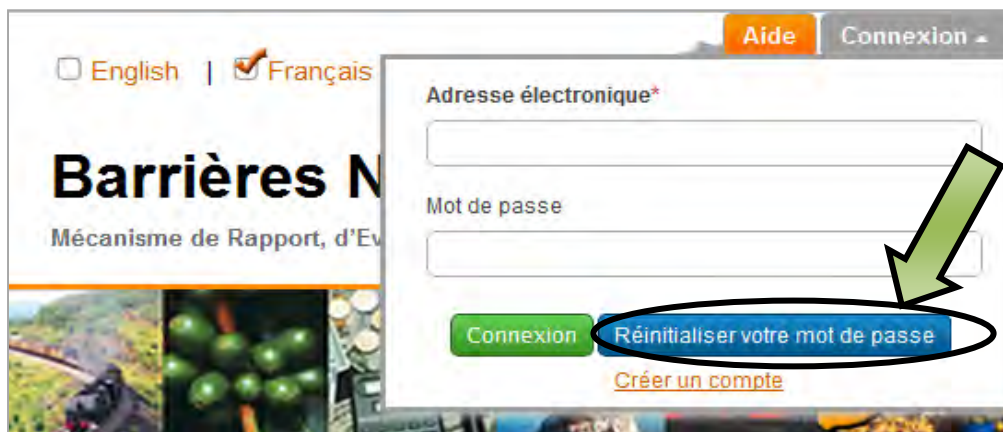 Aide Connexion
English | Français
Adresse électronique*
Barrières N
Mot de passe
Mécanisme de Rapport, d'Ev
Connexion Réinitialiser votre mot de passe
Créer un compte